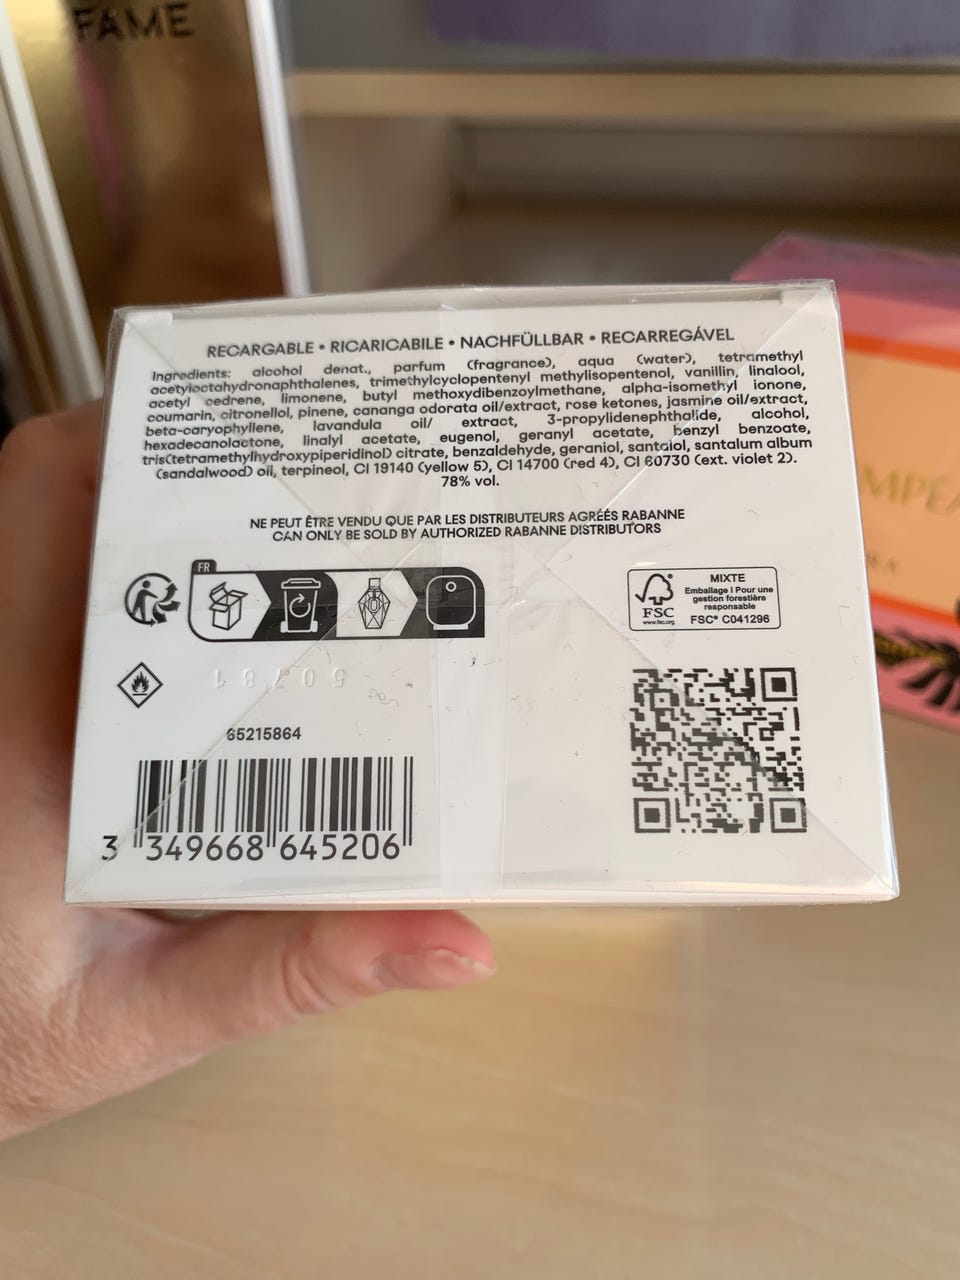 FAME
RECARGABLE • RICARICABILE • NACHFÜLLBAR • RECARREGÁVEL
Ingredients: alcohol denat., parfum (fragrance), aqua (water), tetramethyl
acetyloctahydronaphthalenes, trimethylcyclopentenyl methylisopentenol, vanillin, linalool,
acetyl cedrene, limonene, butyl methoxydibenzoylmethane, alpha-isomethyl ionone,
coumarin, citronellol, pinene, cananga odorata oil/extract, rose ketones, jasmine oil/extract,
beta-caryophyllene, lavandula oil/ extract, 3-propylidenephthalide, alcohol,
hexadecanolactone, linalyl acetate, eugenol, geranyl acetate, benzyl benzoate,
tris(tetramethylhydroxypiperidinol) citrate, benzaldehyde, geraniol, santalol, santalum album
(sandalwood) oil, terpineol, CI 19140 (yellow 5), CI 14700 (red 4), CI 60730 (ext. violet 2).
78% vol.
NE PEUT ÊTRE VENDU QUE PAR LES DISTRIBUTEURS AGRÉÉS RABANNE
CAN ONLY BE SOLD BY AUTHORIZED RABANNE DISTRIBUTORS
FR
FSC
www.fsc.org
MIXTE
Emballage | Pour une
gestion forestière
responsable
FSC® C041296
50781
65215864
3 349668 645206
MPÉA